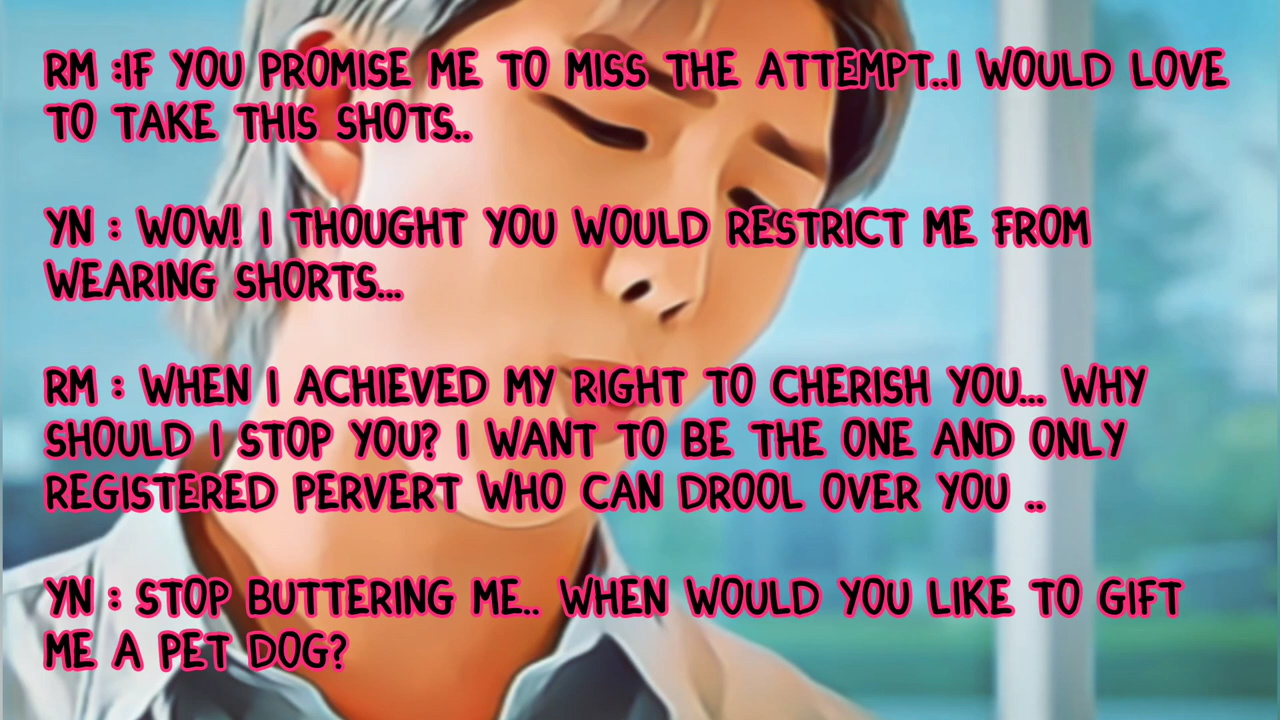 RM :IF YOU PROMISE ME TO MISS THE ATTEMPT..I WOULD LOVE
TO TAKE THIS SHOTS..
YN : WOW! I THOUGHT YOU WOULD RESTRICT ME FROM
WEARING SHORTS...
RM : WHEN I ACHIEVED MY RIGHT TO CHERISH YOU... WHY
SHOULD I STOP YOU? I WANT TO BE THE ONE AND ONLY
REGISTERED PERVERT WHO CAN DROOL OVER YOU ..
YN : STOP BUTTERING ME.. WHEN WOULD YOU LIKE TO GIFT
ME A PET DOG?